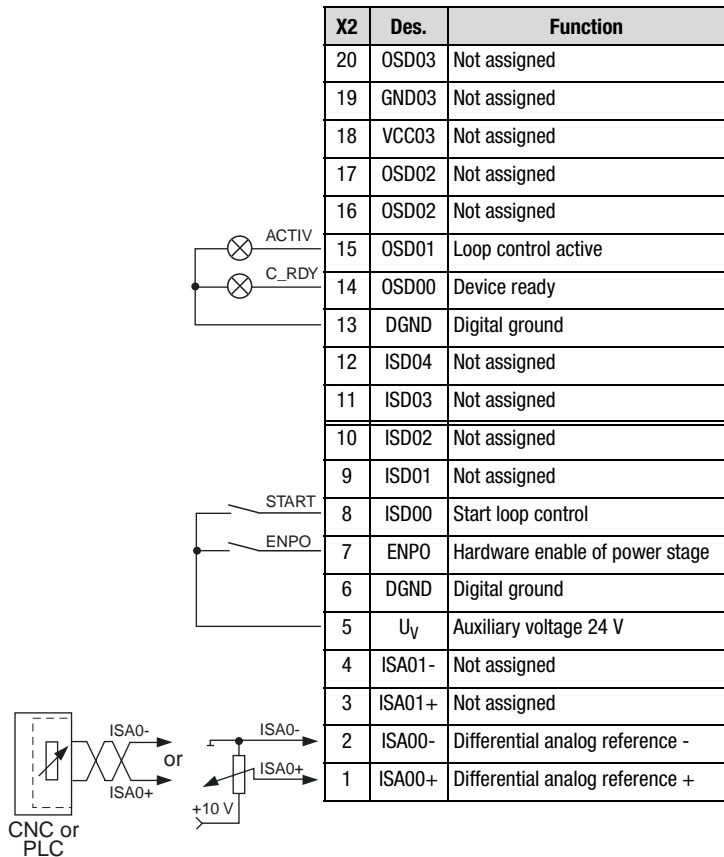 X2 Des. Function
20 OSD03 Not assigned
19 GND03 Not assigned
18 VCC03 Not assigned
17 OSD02 Not assigned
16 OSD02 Not assigned
ACTIV
15 OSD01 Loop control active
C_RDY
14 OSD00 Device ready
13 DGND Digital ground
12 ISD04 Not assigned
11 ISD03 Not assigned
10 ISD02 Not assigned
9 ISD01 Not assigned
START
8 ISD00 Start loop control
ENPO
7 ENPO Hardware enable of power stage
6 DGND Digital ground
5 UV Auxiliary voltage 24 V
4 ISA01- Not assigned
3 ISA01+ Not assigned
ISA0- or ISA0-
2 ISA00- Differential analog reference -
ISA0+ ISA0+
1 ISA00+ Differential analog reference +
+10 V
CNC or
PLC